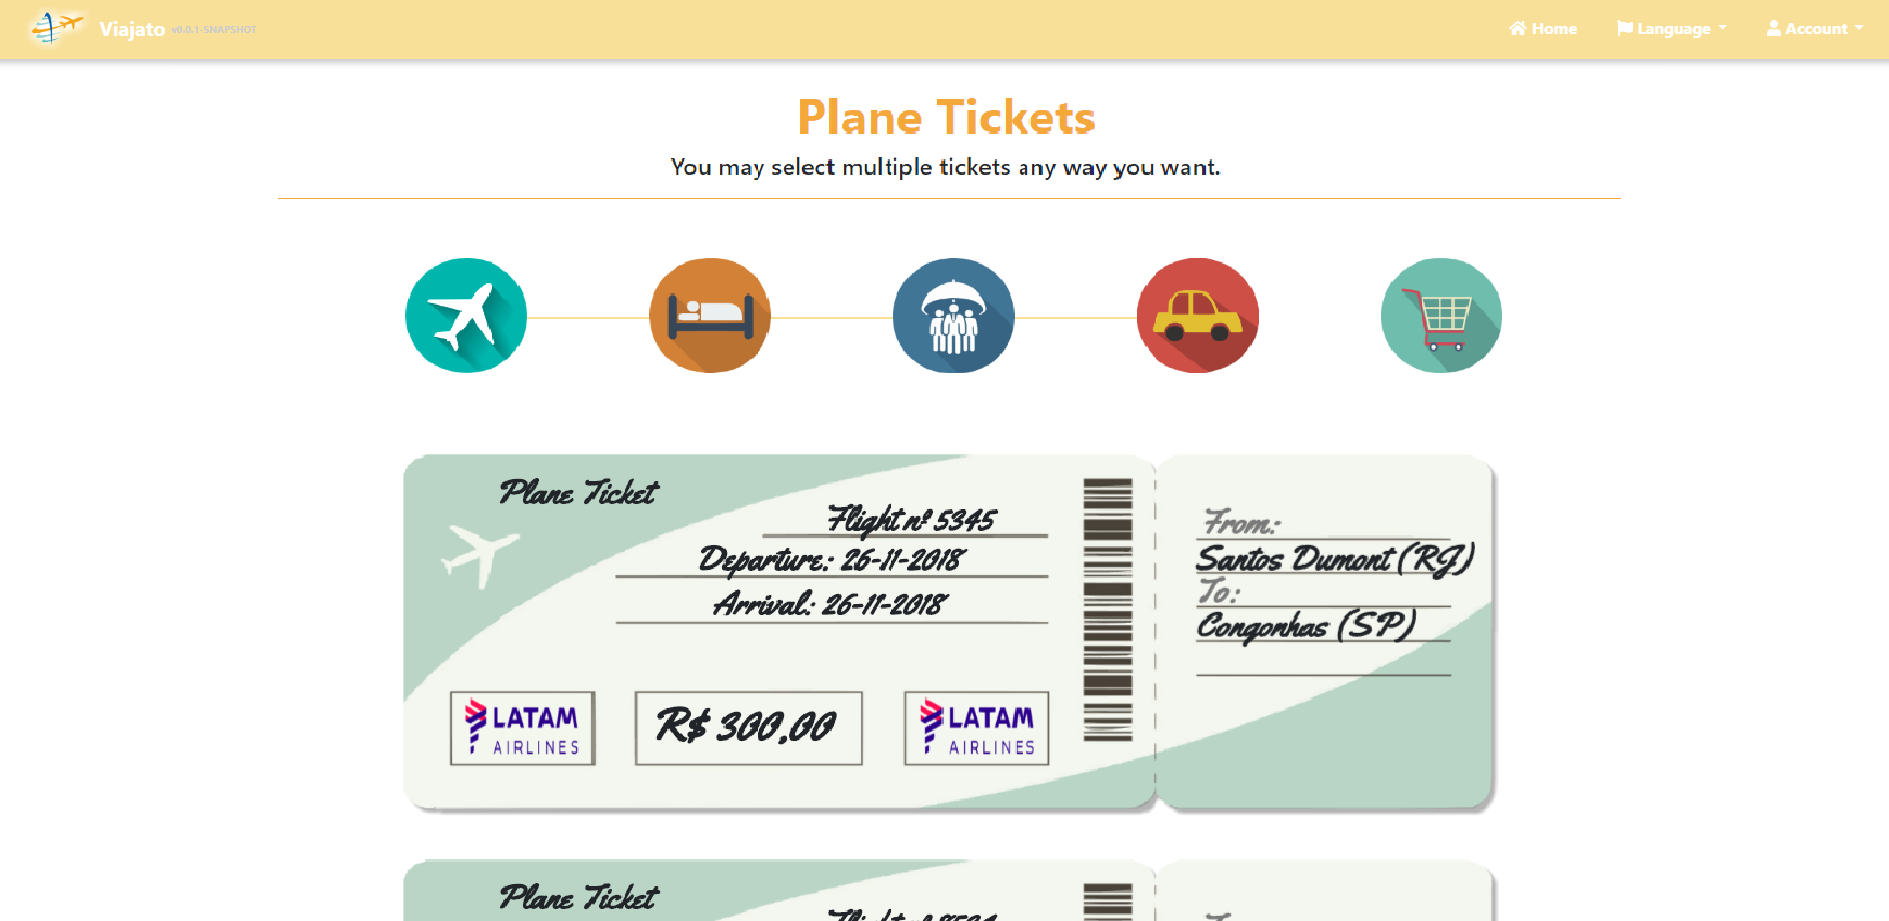 Viajato v0.0.1-SNAPSHOT
Home
Language
Account
Plane Tickets
You may select multiple tickets any way you want.
Plane Ticket
Flight nº 5345
Departure: 26-11-2018
Arrival: 26-11-2018
LATAM
AIRLINES
R$ 300,00
LATAM
AIRLINES
From:
Santos Dumont (RJ)
To:
Congonhas (SP)
Plane Ticket